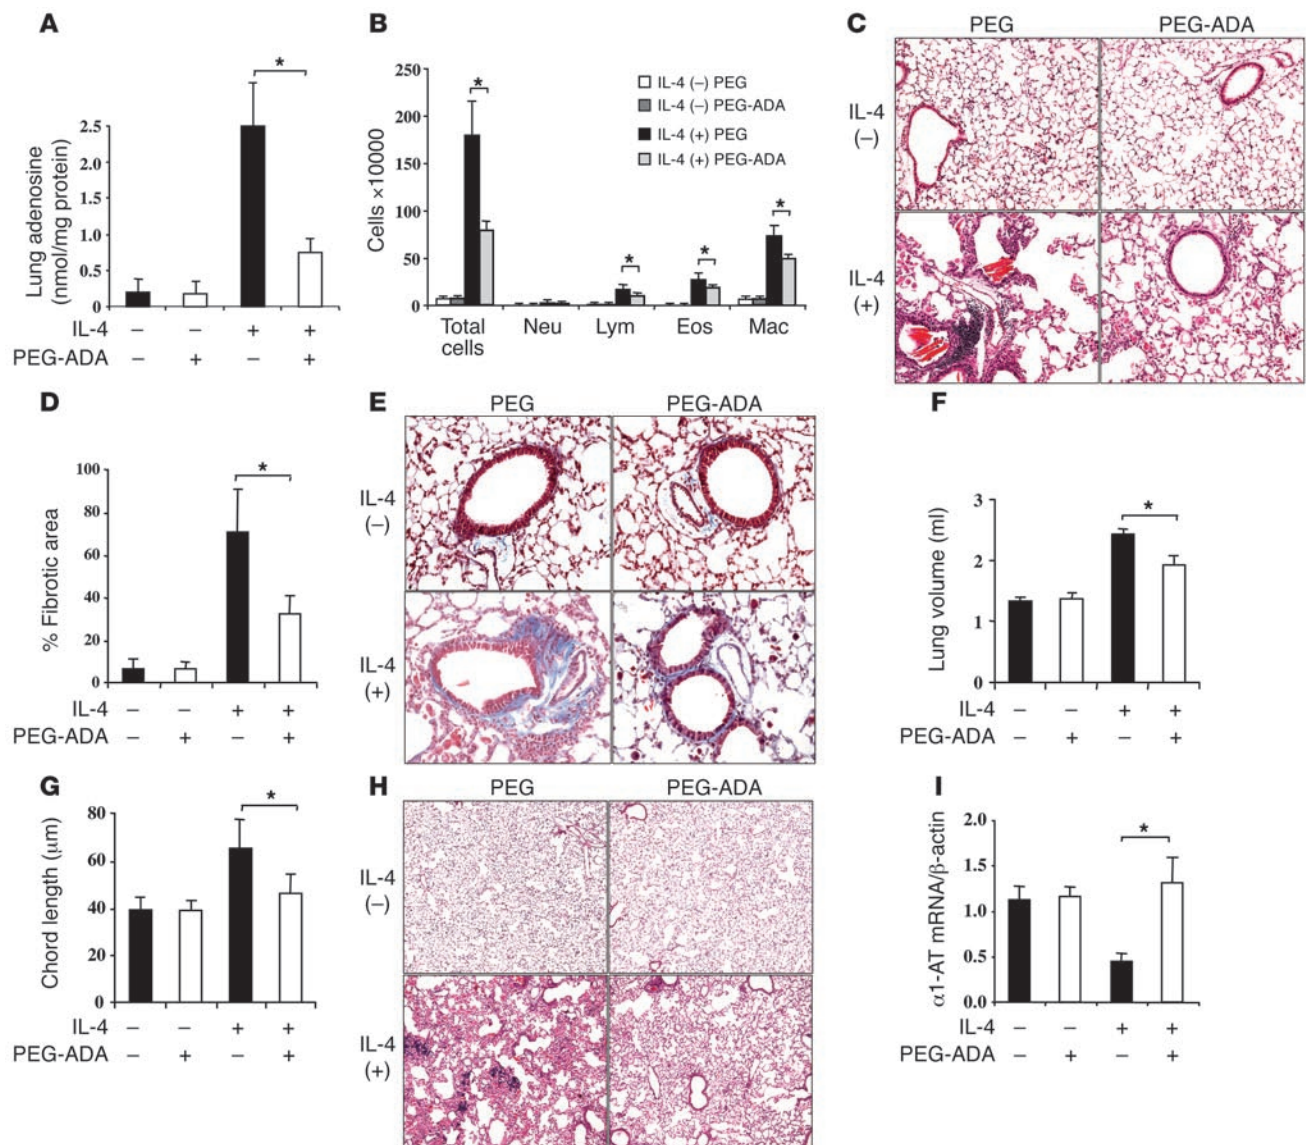 A
Lung adenosine
(nmol/mg protein)
2.5
2.0
1.5
1.0
0.5
0
*
IL-4 – – + +
PEG-ADA – + – +
B
Cells ×10000
250
200
150
100
50
0
* * * *
IL-4 (–) PEG
IL-4 (–) PEG-ADA
IL-4 (+) PEG
IL-4 (+) PEG-ADA
Total cells
Neu
Lym
Eos
Mac
C
PEG PEG-ADA
IL-4
(–)
IL-4
(+)
D
% Fibrotic area
100
80
60
40
20
0
*
IL-4 – – + +
PEG-ADA – + – +
E
PEG PEG-ADA
IL-4
(–)
IL-4
(+)
F
Lung volume (ml)
3
2
1
0
*
IL-4 – – + +
PEG-ADA – + – +
G
Chord length (μm)
80
60
40
20
0
*
IL-4 – – + +
PEG-ADA – + – +
H
PEG PEG-ADA
IL-4
(–)
IL-4
(+)
I
α1-AT mRNA/β-actin
2.0
1.5
1.0
0.5
0.0
*
IL-4 – – + +
PEG-ADA – + – +